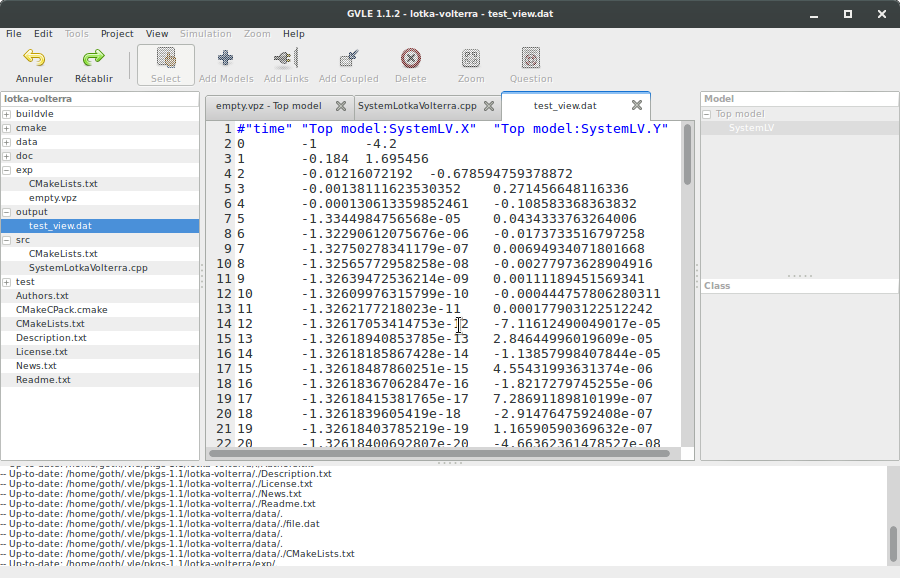 GVLE 1.1.2 - lotka-volterra - test_view.dat
File Edit Tools Project View Simulation Zoom Help
Annuler Rétablir Select Add Models Add Links Add Coupled Delete Zoom Question
lotka-volterra
buildvle
cmake
data
doc
exp
CMakeLists.txt
empty.vpz
output
test_view.dat
src
CMakeLists.txt
SystemLotkaVolterra.cpp
test
Authors.txt
CMakeCPack.cmake
CMakeLists.txt
Description.txt
License.txt
News.txt
Readme.txt
empty.vpz - Top model SystemLotkaVolterra.cpp test_view.dat
1 #"time" "Top model:SystemLV.X" "Top model:SystemLV.Y"
2 0 -1 -4.2
3 1 -0.184 1.695456
4 2 -0.01216072192 -0.678594759378872
5 3 -0.00138111623530352 0.271456648116336
6 4 -0.000130613359852461 -0.108583368363832
7 5 -1.3344984756568e-05 0.0434333763264006
8 6 -1.32290612075676e-06 -0.0173733516797258
9 7 -1.32750278341179e-07 0.00694934071801668
10 8 -1.32565772958258e-08 -0.00277973628904916
11 9 -1.32639472536214e-09 0.00111189451569341
12 10 -1.32609976315799e-10 -0.000444757806280311
13 11 -1.3262177218023e-11 0.000177903122512242
14 12 -1.32617053414753e-12 -7.11612490049017e-05
15 13 -1.32618940853785e-13 2.84644996019609e-05
16 14 -1.32618185867428e-14 -1.13857998407844e-05
17 15 -1.32618487860251e-15 4.55431993631374e-06
18 16 -1.32618367062847e-16 -1.8217279745255e-06
19 17 -1.32618415381765e-17 7.28691189810199e-07
20 18 -1.3261839605419e-18 -2.9147647592408e-07
21 19 -1.32618403785219e-19 1.16590590369632e-07
22 20 -1.32618400692807e-20 -4.66362361478527e-08
Model
Top model
SystemLV
Class
-- Up-to-date: /home/goth/.vle/pkgs-1.1/lotka-volterra/./Description.txt
-- Up-to-date: /home/goth/.vle/pkgs-1.1/lotka-volterra/./License.txt
-- Up-to-date: /home/goth/.vle/pkgs-1.1/lotka-volterra/./News.txt
-- Up-to-date: /home/goth/.vle/pkgs-1.1/lotka-volterra/./Readme.txt
-- Up-to-date: /home/goth/.vle/pkgs-1.1/lotka-volterra/data/.
-- Up-to-date: /home/goth/.vle/pkgs-1.1/lotka-volterra/data/./file.dat
-- Up-to-date: /home/goth/.vle/pkgs-1.1/lotka-volterra/data/.
-- Up-to-date: /home/goth/.vle/pkgs-1.1/lotka-volterra/data/.
-- Up-to-date: /home/goth/.vle/pkgs-1.1/lotka-volterra/data/./CMakeLists.txt
-- Up-to-date: /home/goth/.vle/pkgs-1.1/lotka-volterra/exp/